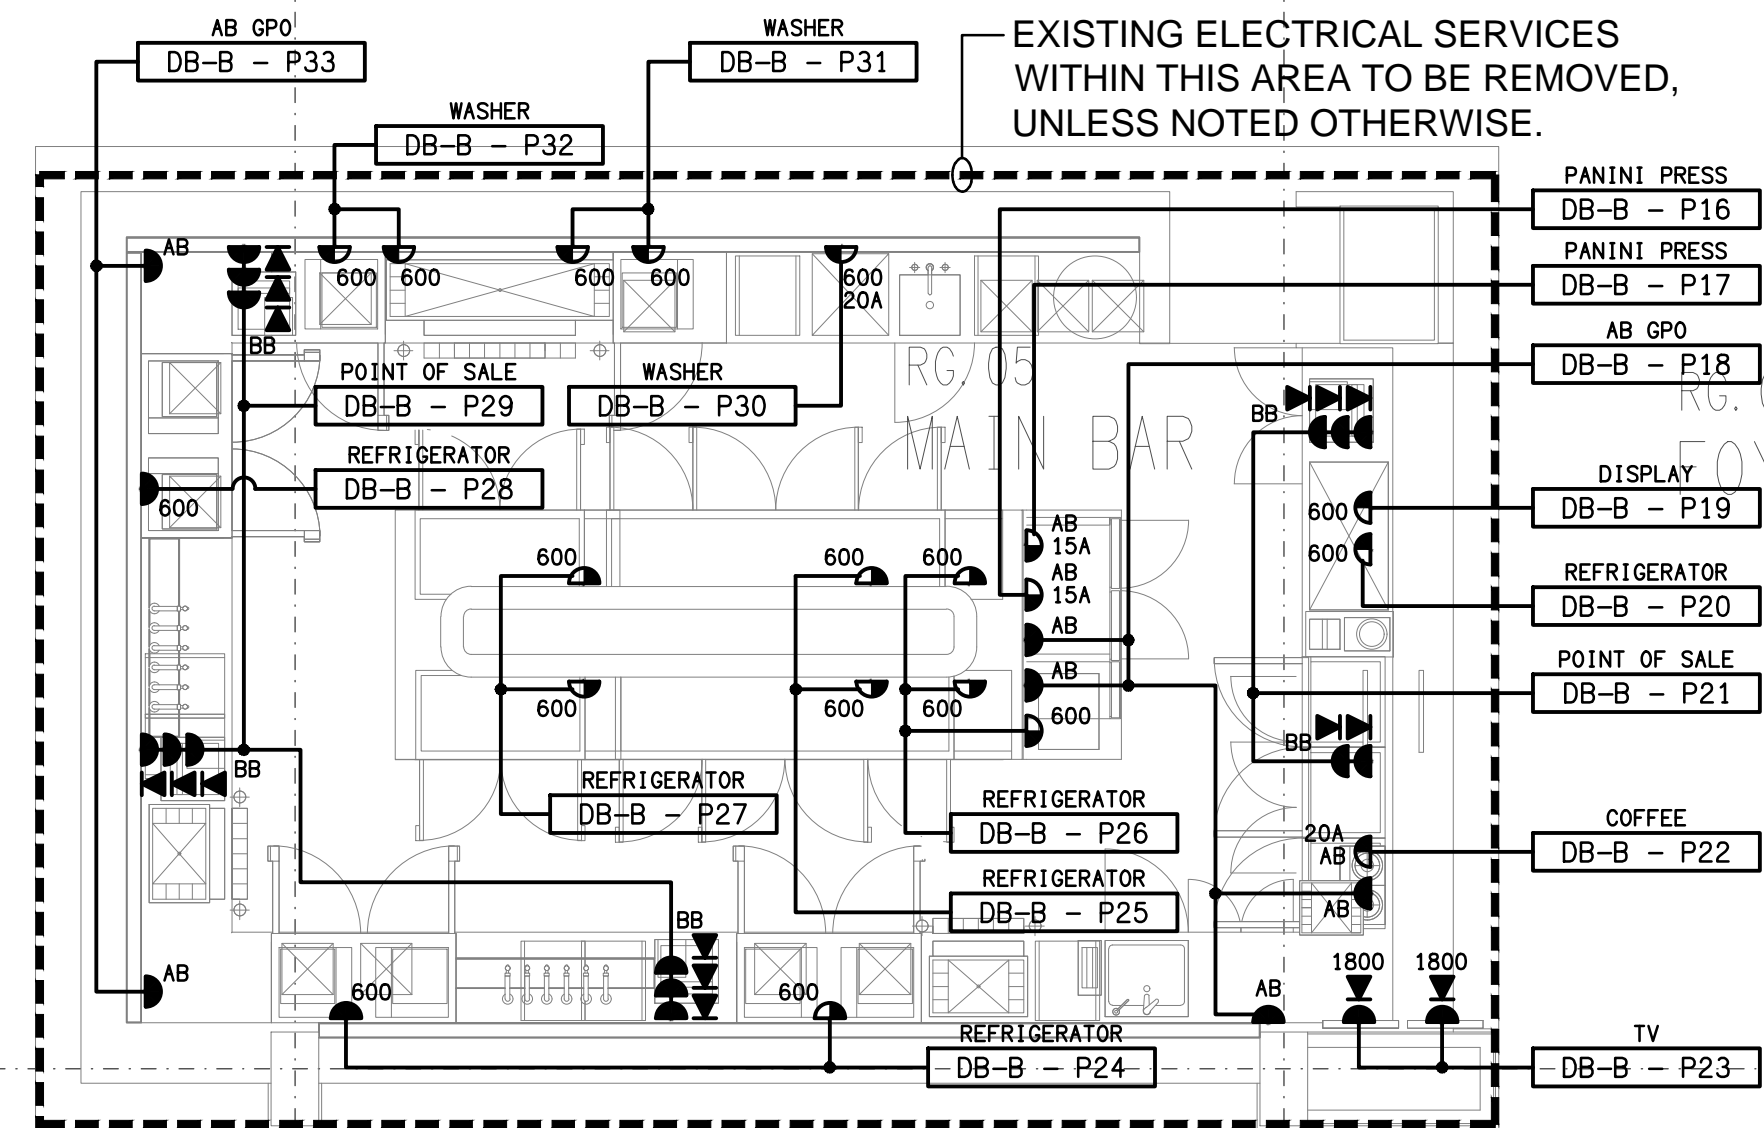 AB GPO
DB-B - P33
WASHER
DB-B - P31
EXISTING ELECTRICAL SERVICES
WITHIN THIS AREA TO BE REMOVED,
UNLESS NOTED OTHERWISE.
WASHER
DB-B - P32
PANINI PRESS
DB-B - P16
PANINI PRESS
DB-B - P17
AB GPO
DB-B - P18
AB
600
600
600
600
600
20A
BB
POINT OF SALE
DB-B - P29
WASHER
DB-B - P30
RG.05
MAIN BAR
BB
REFRIGERATOR
DB-B - P28
600
DISPLAY
DB-B - P19
600
600
REFRIGERATOR
DB-B - P20
600
600
600
AB
15A
AB
15A
AB
AB
600
600
600
600
POINT OF SALE
DB-B - P21
BB
BB
REFRIGERATOR
DB-B - P27
REFRIGERATOR
DB-B - P26
REFRIGERATOR
DB-B - P25
COFFEE
DB-B - P22
20A
AB
AB
BB
AB
600
600
AB
1800
1800
REFRIGERATOR
DB-B - P24
TV
DB-B - P23